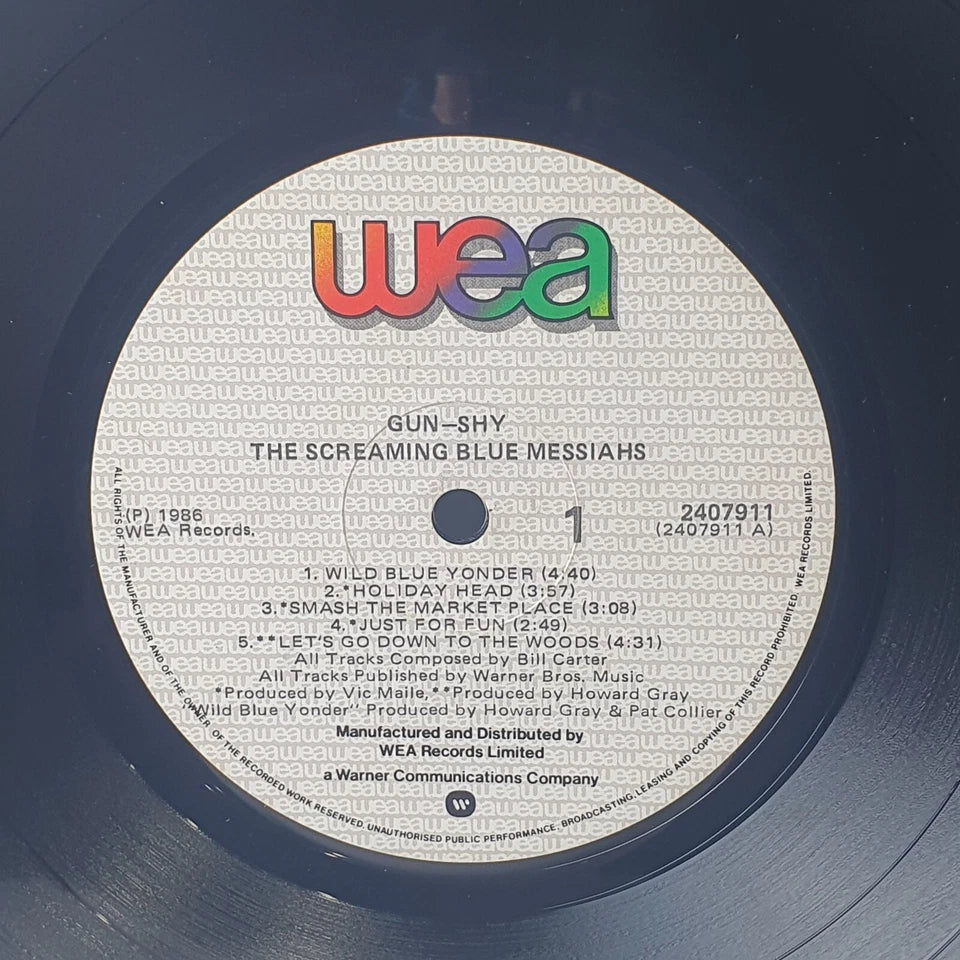 wea
GUN–SHY
THE SCREAMING BLUE MESSIAHS
(P) 1986
WEA Records.
1
2407911
(2407911 A)
1. WILD BLUE YONDER (4:40)
2.*HOLIDAY HEAD (3:57)
3.*SMASH THE MARKET PLACE (3:08)
4.*JUST FOR FUN (2:49)
5.**LET'S GO DOWN TO THE WOODS (4:31)
All Tracks Composed by Bill Carter
All Tracks Published by Warner Bros. Music
*Produced by Vic Maile, **Produced by Howard Gray
"Wild Blue Yonder" Produced by Howard Gray & Pat Collier
Manufactured and Distributed by
WEA Records Limited
a Warner Communications Company
ALL RIGHTS OF THE MANUFACTURER AND OF THE OWNER OF THE RECORDED WORK RESERVED. UNAUTHORISED PUBLIC PERFORMANCE, BROADCASTING, LEASING AND COPYING OF THIS RECORD PROHIBITED. WEA RECORDS LIMITED.